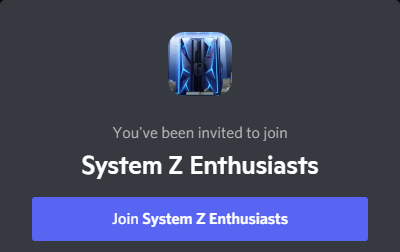 You've been invited to join
System Z Enthusiasts
Join System Z Enthusiasts